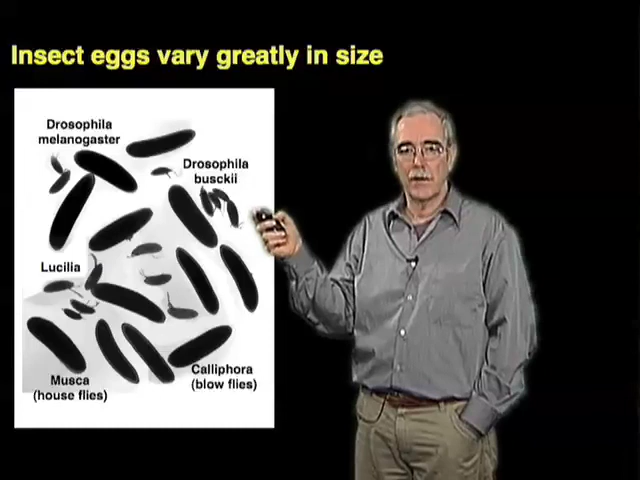 Insect eggs vary greatly in size
Drosophila
melanogaster
Drosophila
busckii
Lucilia
Calliphora
(blow flies)
Musca
(house flies)